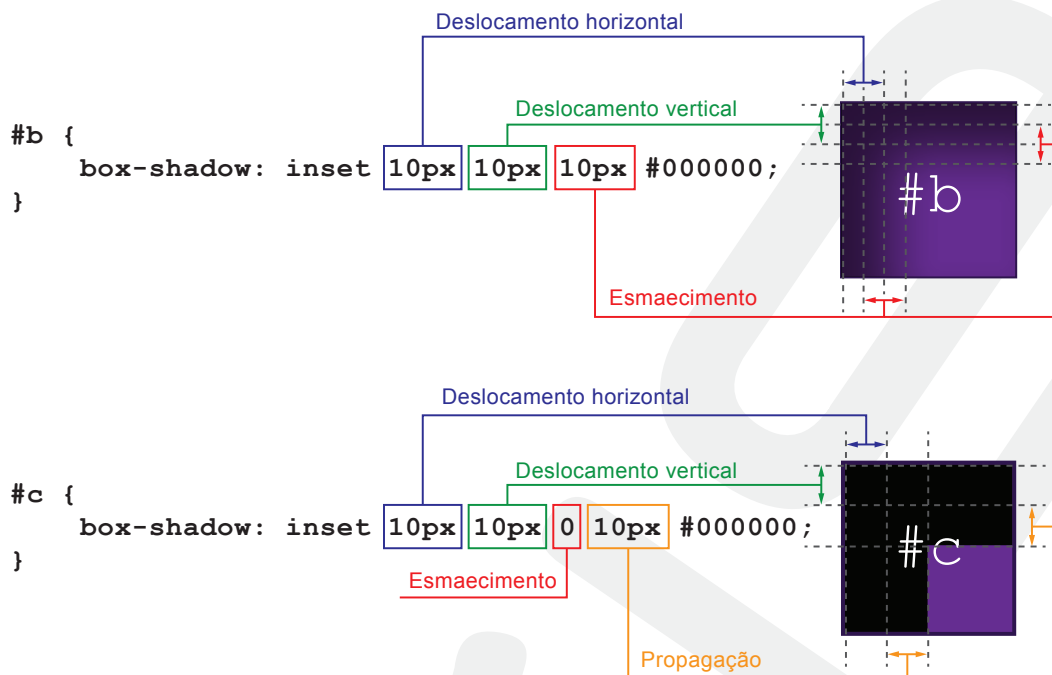 Deslocamento horizontal
Deslocamento vertical
#b {
box-shadow: inset 10px 10px 10px #000000;
}
#b
Esmaecimento
Deslocamento horizontal
Deslocamento vertical
#c {
box-shadow: inset 10px 10px 0 10px #000000;
}
#c
Esmaecimento
Propagação